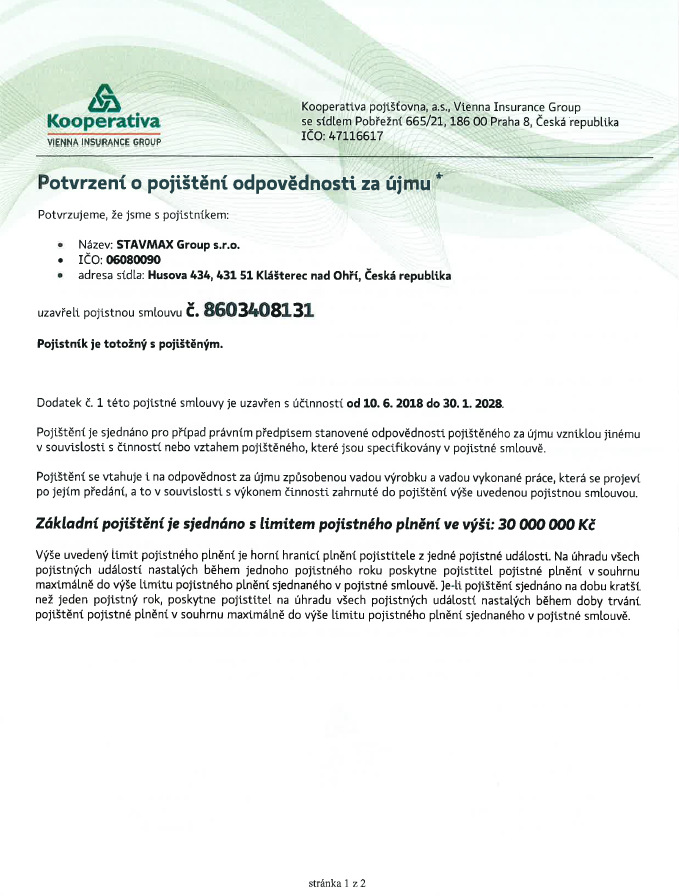 Kooperativa
VIENNA INSURANCE GROUP
Kooperativa pojišťovna, a.s., Vienna Insurance Group
se sídlem Pobřežní 665/21, 186 00 Praha 8, Česká republika
IČO: 47116617
Potvrzení o pojištění odpovědnosti za újmu *
Potvrzujeme, že jsme s pojistníkem:
• Název: STAVMAX Group s.r.o.
• IČO: 06080090
• adresa sídla: Husova 434, 431 51 Klášterec nad Ohří, Česká republika
uzavřeli pojistnou smlouvu č. 8603408131
Pojistník je totožný s pojištěným.
Dodatek č. 1 této pojistné smlouvy je uzavřen s účinností od 10. 6. 2018 do 30. 1. 2028.
Pojištění je sjednáno pro případ právním předpisem stanovené odpovědnosti pojištěného za újmu vzniklou jinému
v souvislosti s činností nebo vztahem pojištěného, které jsou specifikovány v pojistné smlouvě.
Pojištění se vtahuje i na odpovědnost za újmu způsobenou vadou výrobku a vadou vykonané práce, která se projeví
po jejím předání, a to v souvislosti s výkonem činnosti zahrnuté do pojištění výše uvedenou pojistnou smlouvou.
Základní pojištění je sjednáno s limitem pojistného plnění ve výši: 30 000 000 Kč
Výše uvedený limit pojistného plnění je horní hranicí plnění pojistitele z jedné pojistné události. Na úhradu všech
pojistných událostí nastalých během jednoho pojistného roku poskytne pojistitel pojistné plnění v souhrnu
maximálně do výše limitu pojistného plnění sjednaného v pojistné smlouvě. Je-li pojištění sjednáno na dobu kratší
než jeden pojistný rok, poskytne pojistitel na úhradu všech pojistných událostí nastalých během doby trvání
pojištění pojistné plnění v souhrnu maximálně do výše limitu pojistného plnění sjednaného v pojistné smlouvě.
stránka 1 z 2